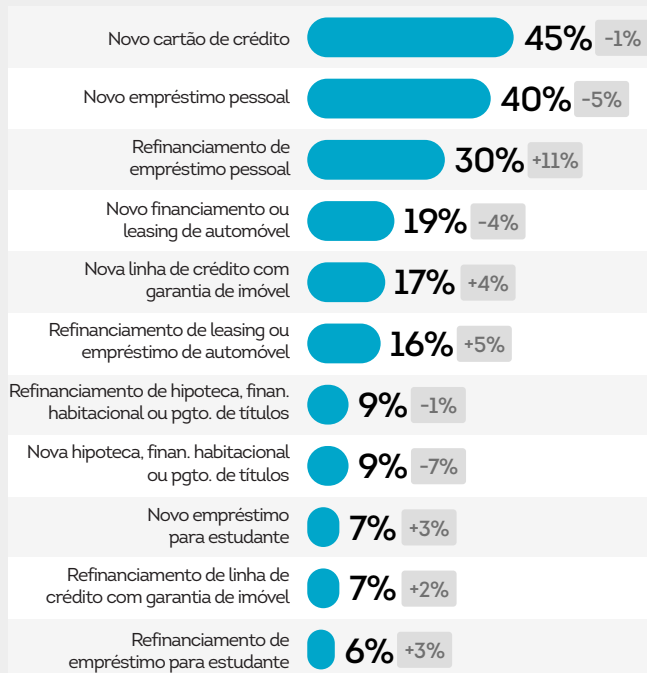 Novo cartão de crédito 45% -1%
Novo empréstimo pessoal 40% -5%
Refinanciamento de
empréstimo pessoal 30% +11%
Novo financiamento ou
leasing de automóvel 19% -4%
Nova linha de crédito com
garantia de imóvel 17% +4%
Refinanciamento de leasing ou
empréstimo de automóvel 16% +5%
Refinanciamento de hipoteca, finan.
habitacional ou pgto. de títulos 9% -1%
Nova hipoteca, finan. habitacional
ou pgto. de títulos 9% -7%
Novo empréstimo
para estudante 7% +3%
Refinanciamento de linha de
crédito com garantia de imóvel 7% +2%
Refinanciamento de
empréstimo para estudante 6% +3%